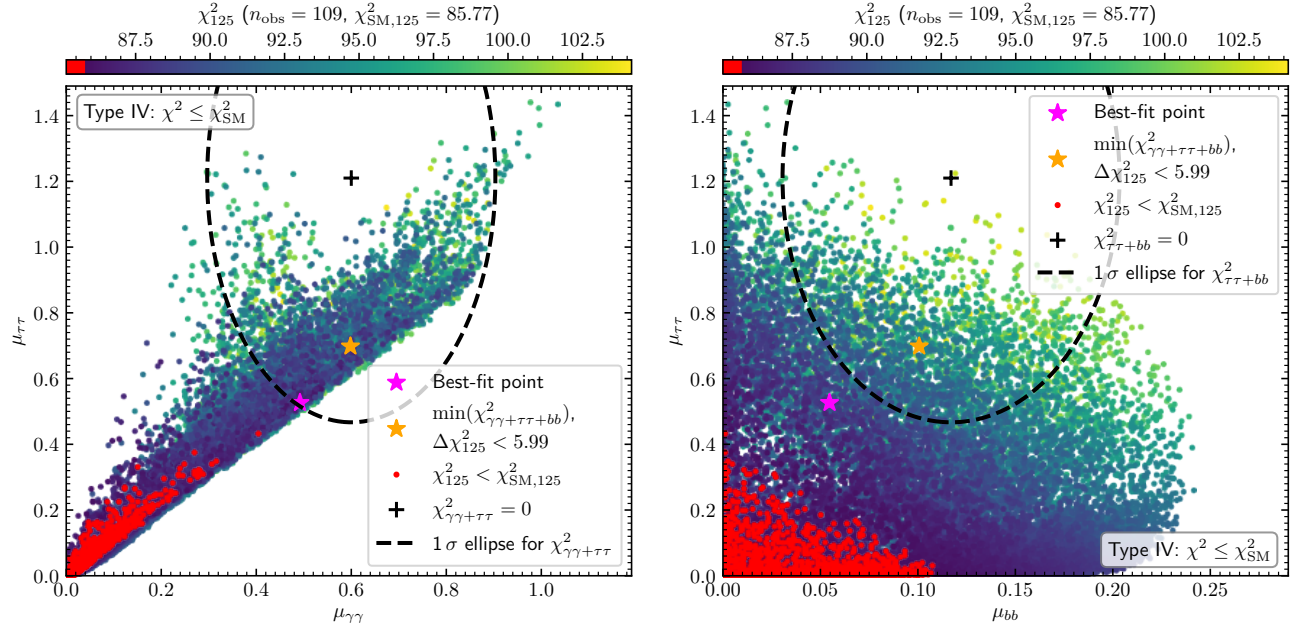 χ²₁₂₅ (n_obs = 109, χ²_SM,125 = 85.77)
87.5 90.0 92.5 95.0 97.5 100.0 102.5
Type IV: χ² ≤ χ²_SM
1.4
1.2
1.0
0.8
0.6
0.4
0.2
0.0
μ_ττ
Best-fit point
min(χ²_γγ+ττ+bb),
Δχ²₁₂₅ < 5.99
χ²₁₂₅ < χ²_SM,125
χ²_γγ+ττ = 0
1 σ ellipse for χ²_γγ+ττ
0.0 0.2 0.4 0.6 0.8 1.0
μ_γγ
χ²₁₂₅ (n_obs = 109, χ²_SM,125 = 85.77)
87.5 90.0 92.5 95.0 97.5 100.0 102.5
1.4
1.2
1.0
0.8
0.6
0.4
0.2
0.0
μ_ττ
Best-fit point
min(χ²_γγ+ττ+bb),
Δχ²₁₂₅ < 5.99
χ²₁₂₅ < χ²_SM,125
χ²_ττ+bb = 0
1 σ ellipse for χ²_ττ+bb
Type IV: χ² ≤ χ²_SM
0.00 0.05 0.10 0.15 0.20 0.25
μ_bb